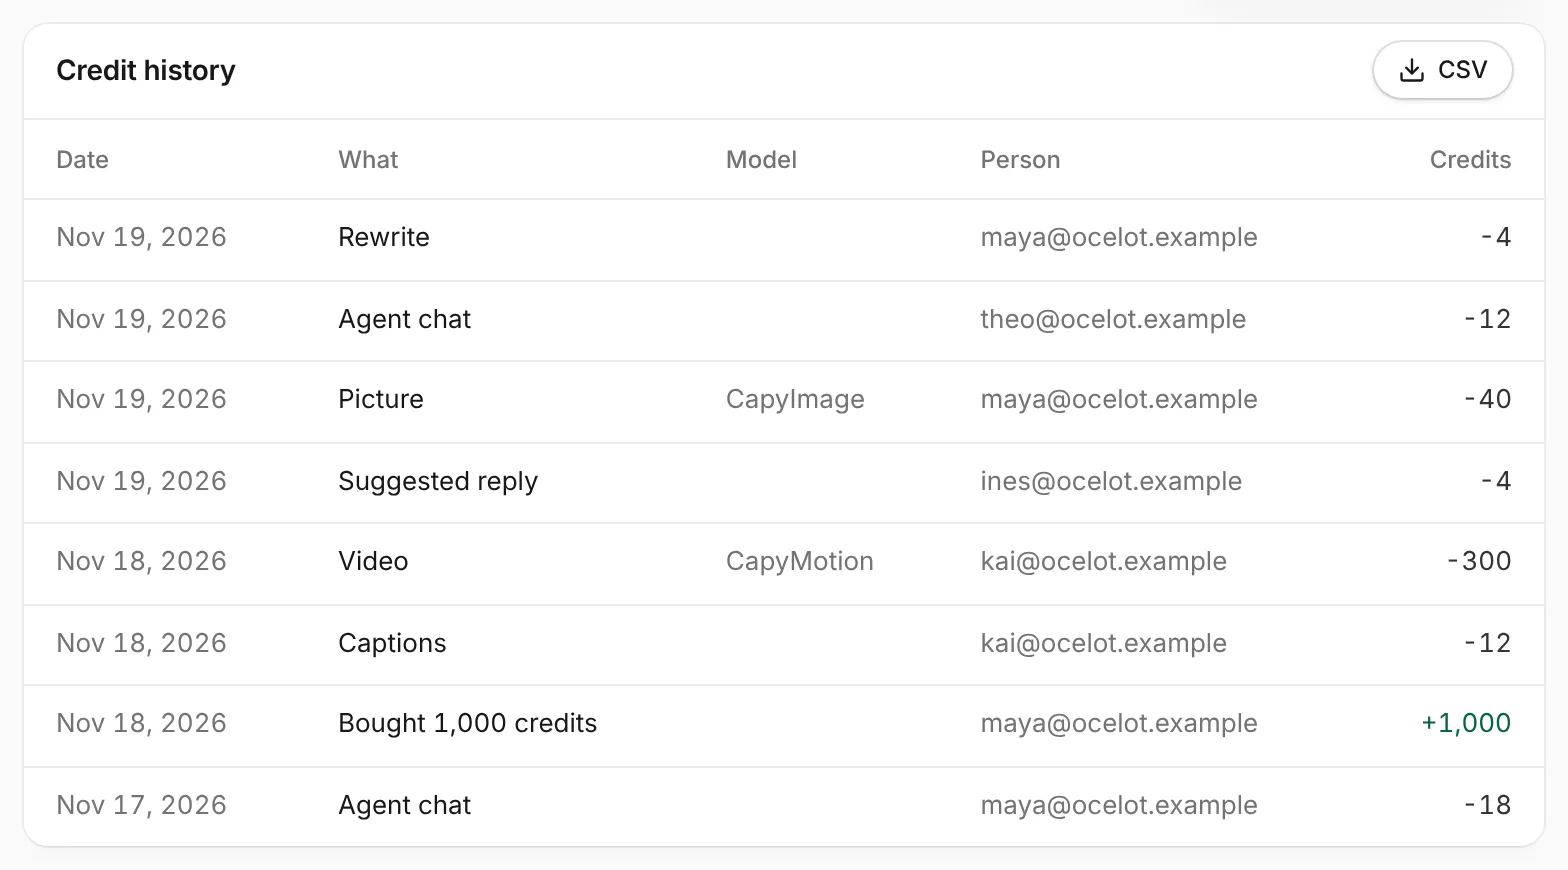 Credit history
CSV
Date What Model Person Credits
Nov 19, 2026 Rewrite maya@ocelot.example -4
Nov 19, 2026 Agent chat theo@ocelot.example -12
Nov 19, 2026 Picture CapyImage maya@ocelot.example -40
Nov 19, 2026 Suggested reply ines@ocelot.example -4
Nov 18, 2026 Video CapyMotion kai@ocelot.example -300
Nov 18, 2026 Captions kai@ocelot.example -12
Nov 18, 2026 Bought 1,000 credits maya@ocelot.example +1,000
Nov 17, 2026 Agent chat maya@ocelot.example -18